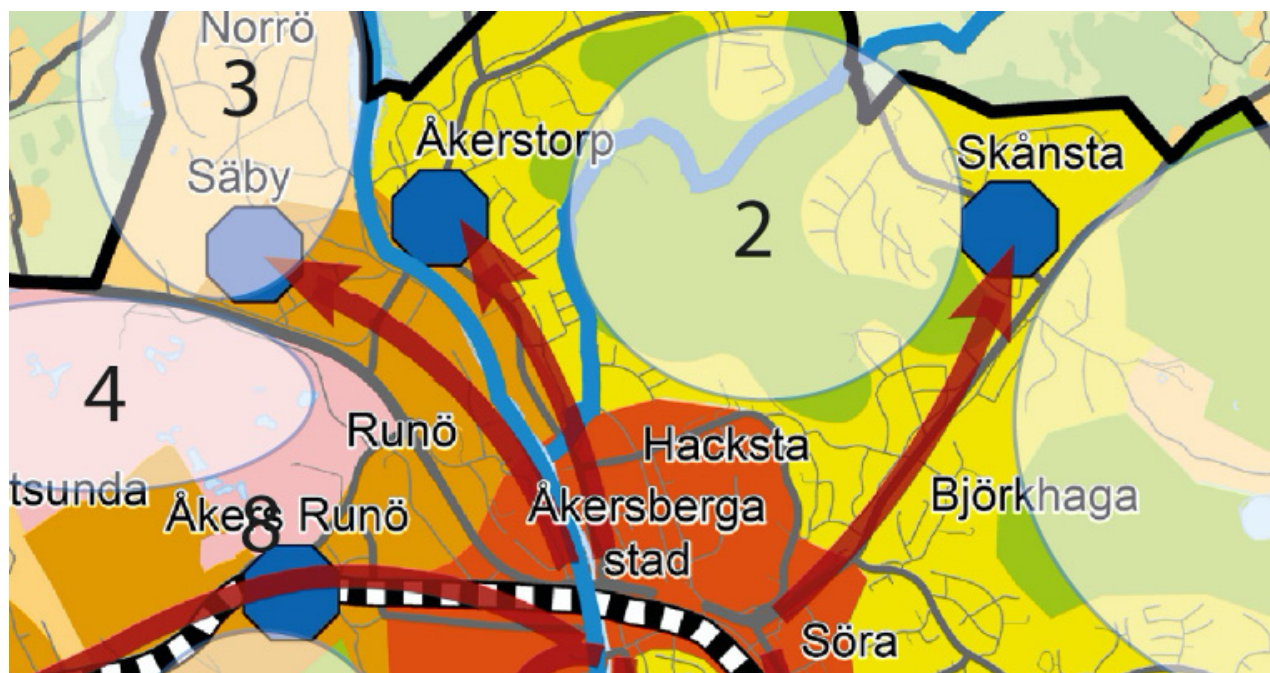 Norrö
3
Åkerstorp
Skånsta
Säby
2
4
Runö
Hacksta
tsunda
Åkers Runö
8
Åkersberga
stad
Björkhaga
Söra